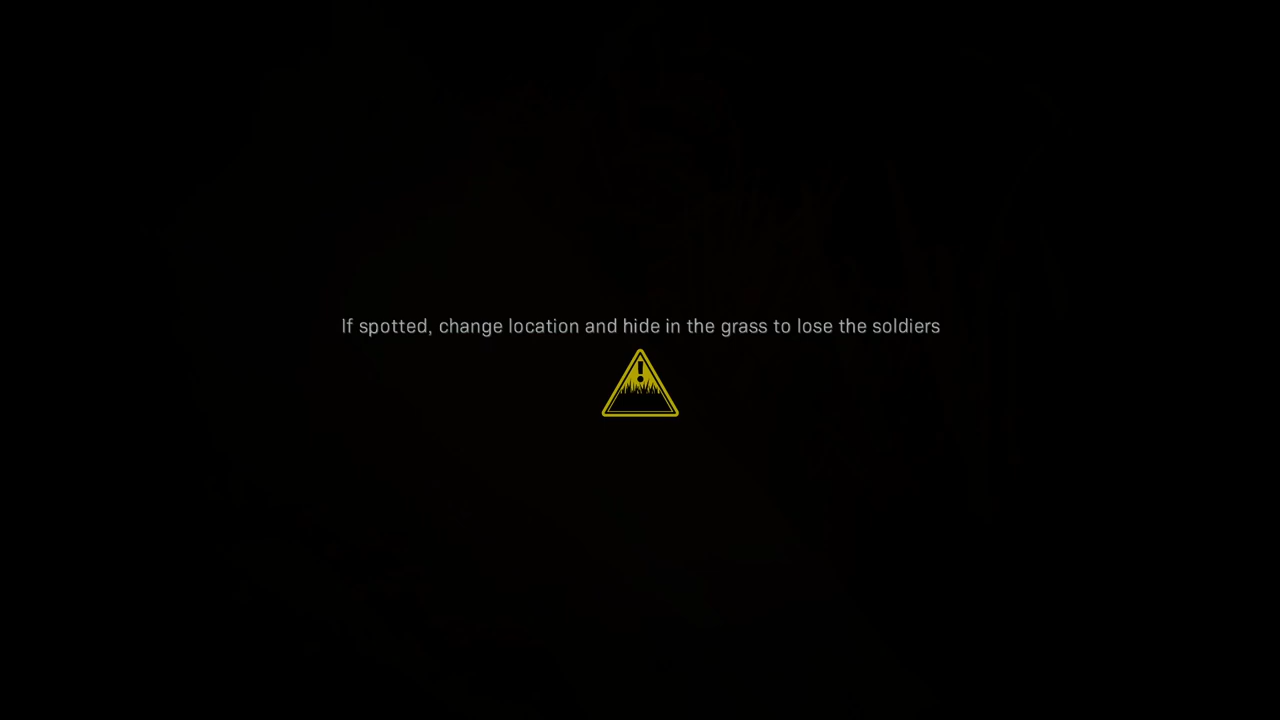 If spotted, change location and hide in the grass to lose the soldiers